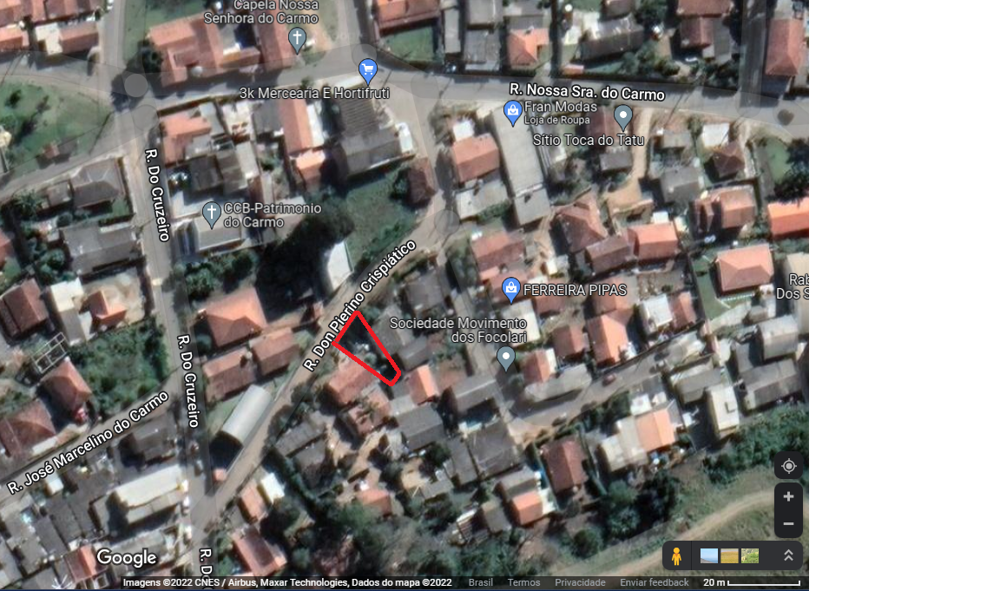 Capela Nossa
Senhora do Carmo
3k Mercearia E Hortifruti
R. Nossa Sra. do Carmo
Fran Modas
Loja de Roupa
Sítio Toca do Tatu
R. Do Cruzeiro
CCB-Patrimonio
do Carmo
R. Don Pierino Crispiático
FERREIRA PIPAS
Rab
Dos S
Sociedade Movimento
dos Focolari
R. Do Cruzeiro
R. José Marcelino do Carmo
Google
R. D
Imagens ©2022 CNES / Airbus, Maxar Technologies, Dados do mapa ©2022 Brasil Termos Privacidade Enviar feedback 20 m